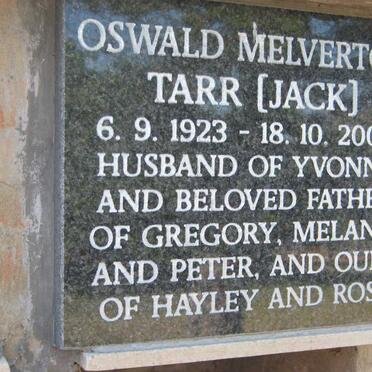 OSWALD MELVERTO
TARR [JACK]
6. 9. 1923 - 18. 10. 200
HUSBAND OF YVONN
AND BELOVED FATHE
OF GREGORY, MELAN
AND PETER, AND OU
OF HAYLEY AND ROS